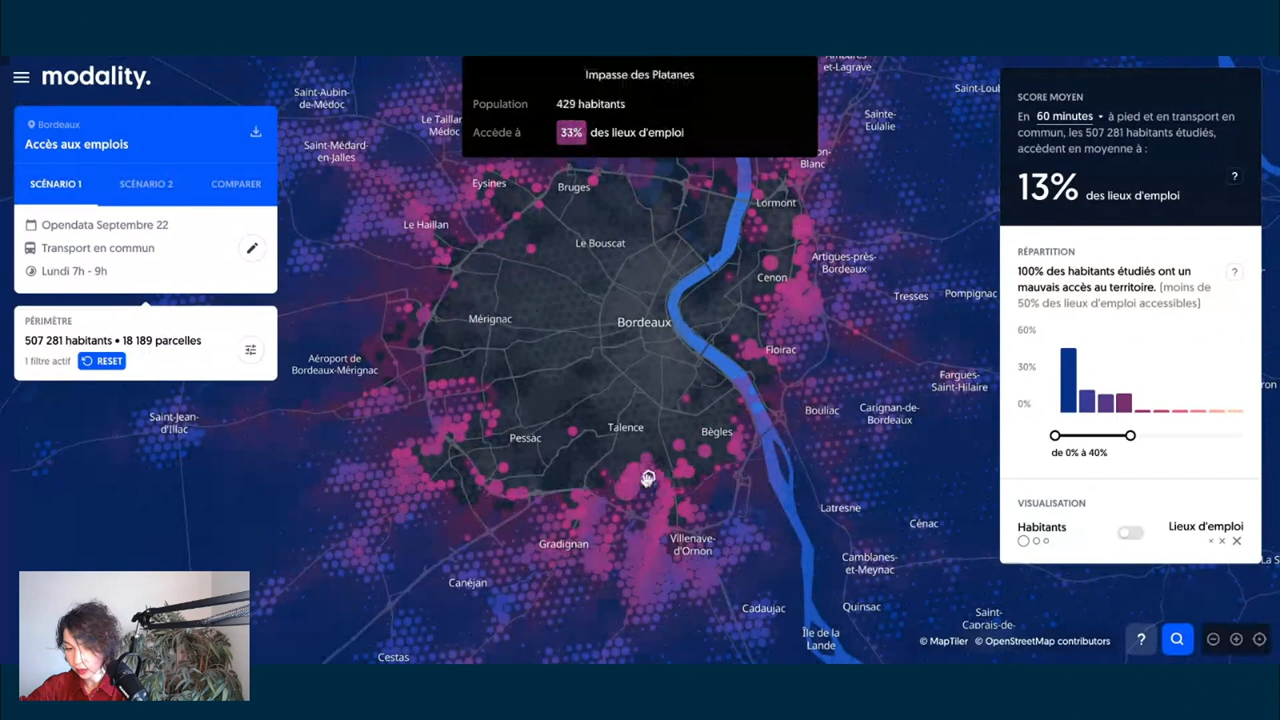 modality.
Bordeaux
Accès aux emplois
SCÉNARIO 1
SCÉNARIO 2
COMPARER
Opendata Septembre 22
Transport en commun
Lundi 7h - 9h
PÉRIMÈTRE
507 281 habitants • 18 189 parcelles
1 filtre actif
RESET
Impasse des Platanes
Population 429 habitants
Accède à 33% des lieux d'emploi
SCORE MOYEN
En 60 minutes à pied et en transport en
commun, les 507 281 habitants étudiés,
accèdent en moyenne à :
13% des lieux d'emploi
?
RÉPARTITION
100% des habitants étudiés ont un
mauvais accès au territoire. (moins de
50% des lieux d'emploi accessibles)
?
60%
30%
0%
de 0% à 40%
VISUALISATION
Habitants
Lieux d'emploi
et-Lagrave
Saint-Aubin-
de-Médoc
Médoc
Saint-Médard-
en-Jalles
Sainte-
Eulalie
Blanc
Eysines
Bruges
Lormont
Le Haillan
Le Bouscat
Artigues-près-
Bordeaux
Cenon
Tresses
Pompignac
Mérignac
Bordeaux
Floirac
Aéroport de
Bordeaux-Mérignac
Fargues-
Saint-Hilaire
Saint-Jean-
d'Illac
Bouliac
Carignan-de-
Bordeaux
Talence
Bègles
Pessac
Latresne
Cénac
Gradignan
Villenave-
d'Ornon
Camblanes-
et-Meynac
Canéjan
Cadaujac
Quinsac
Saint-
Caprais-de-
Île de la
Lande
Cestas
© MapTiler © OpenStreetMap contributors
?